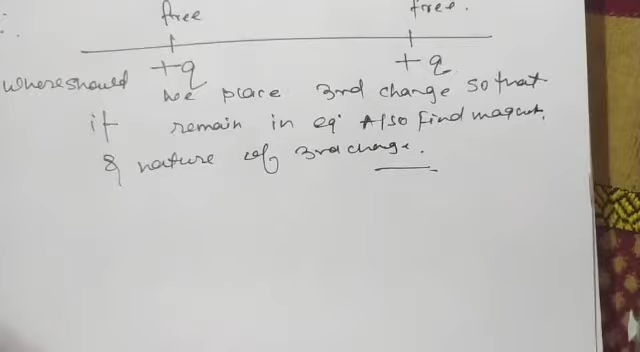 free free.
+q +q
where should we place 3rd charge so that
it remain in eqⁿ Also find magnit.
& nature of 3rd charge.